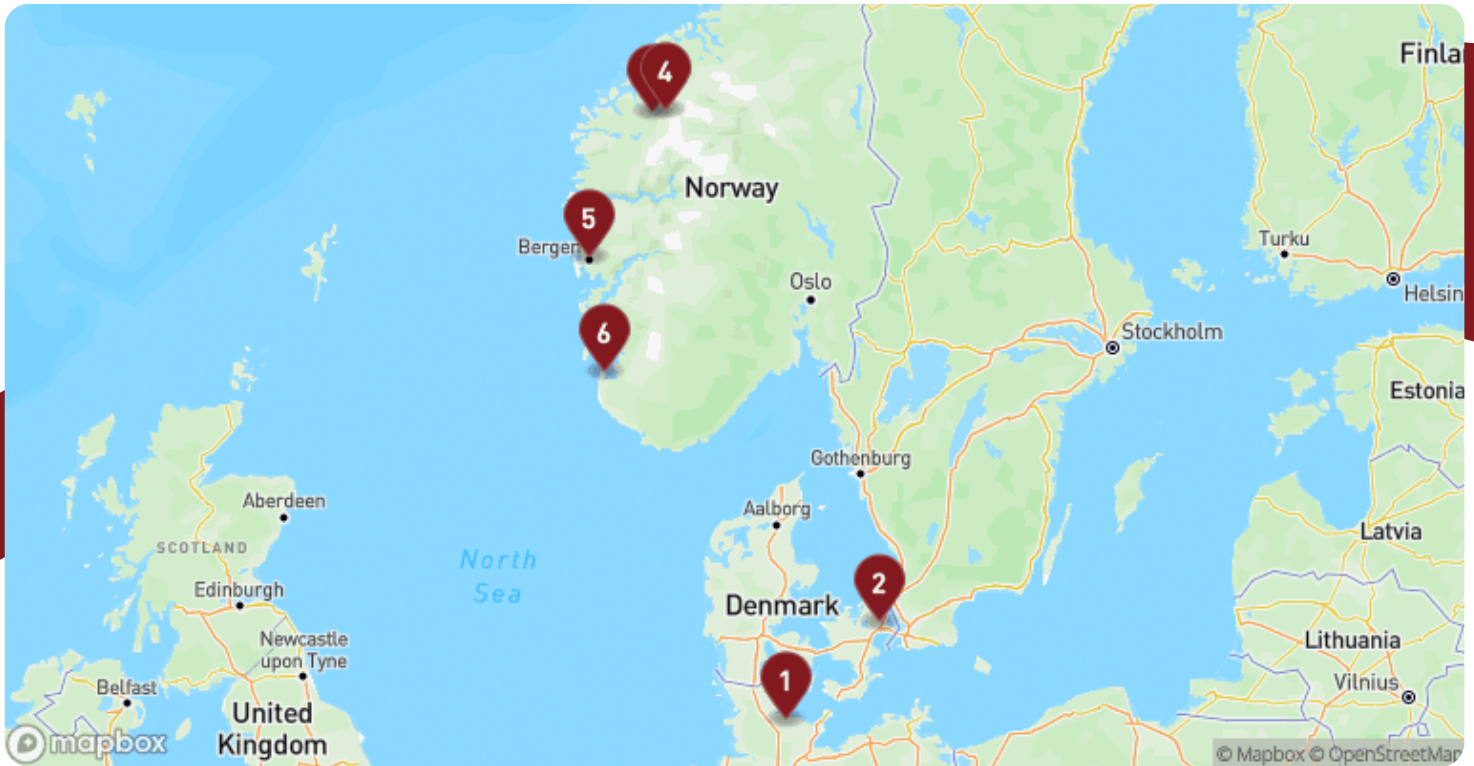 Finla
4
Norway
5
Bergen
Turku
Oslo
Helsin
6
Stockholm
Estonia
Gothenburg
Aberdeen
Aalborg
SCOTLAND
Latvia
North
Sea
2
Edinburgh
Denmark
Newcastle
upon Tyne
Lithuania
1
Belfast
Vilnius
United
Kingdom
mapbox
© Mapbox © OpenStreetMap